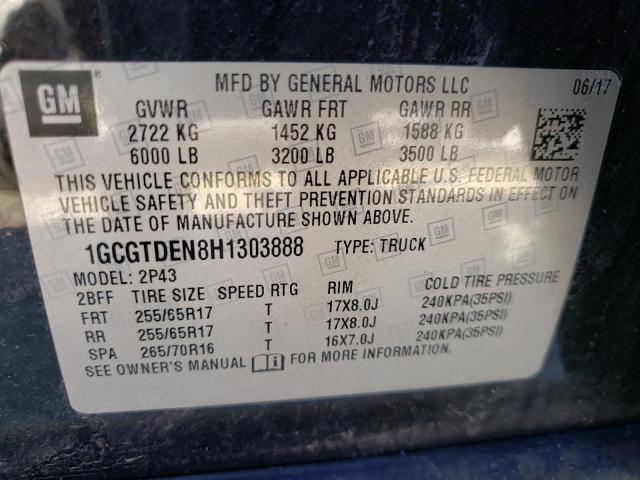 GM
MFD BY GENERAL MOTORS LLC 06/17
GVWR GAWR FRT GAWR RR
2722 KG 1452 KG 1588 KG
6000 LB 3200 LB 3500 LB
THIS VEHICLE CONFORMS TO ALL APPLICABLE U.S. FEDERAL MOTOR
VEHICLE SAFETY AND THEFT PREVENTION STANDARDS IN EFFECT ON
THE DATE OF MANUFACTURE SHOWN ABOVE.
1GCGTDEN8H1303888 TYPE: TRUCK
MODEL: 2P43
2BFF TIRE SIZE SPEED RTG RIM COLD TIRE PRESSURE
FRT 255/65R17 T 17X8.0J 240KPA(35PSI)
RR 255/65R17 T 17X8.0J 240KPA(35PSI)
SPA 265/70R16 T 16X7.0J 240KPA(35PSI)
SEE OWNER'S MANUAL FOR MORE INFORMATION.